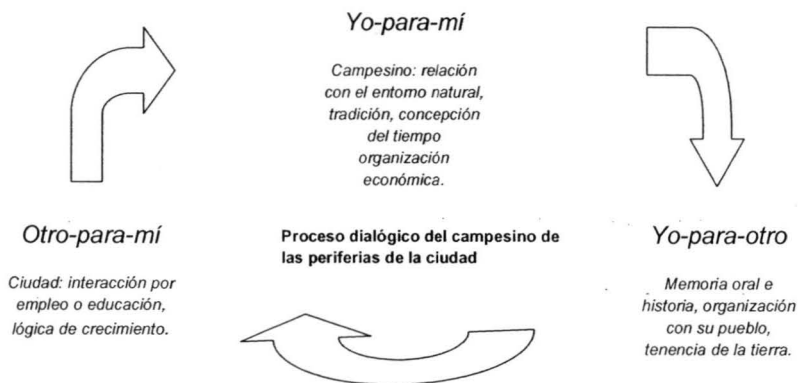 Yo-para-mí
Campesino: relación
con el entorno natural,
tradición, concepción
del tiempo
organización
económica.
Otro-para-mí
Ciudad: interacción por
empleo o educación,
lógica de crecimiento.
Proceso dialógico del campesino de
las periferias de la ciudad
Yo-para-otro
Memoria oral e
historia, organización
con su pueblo,
tenencia de la tierra.